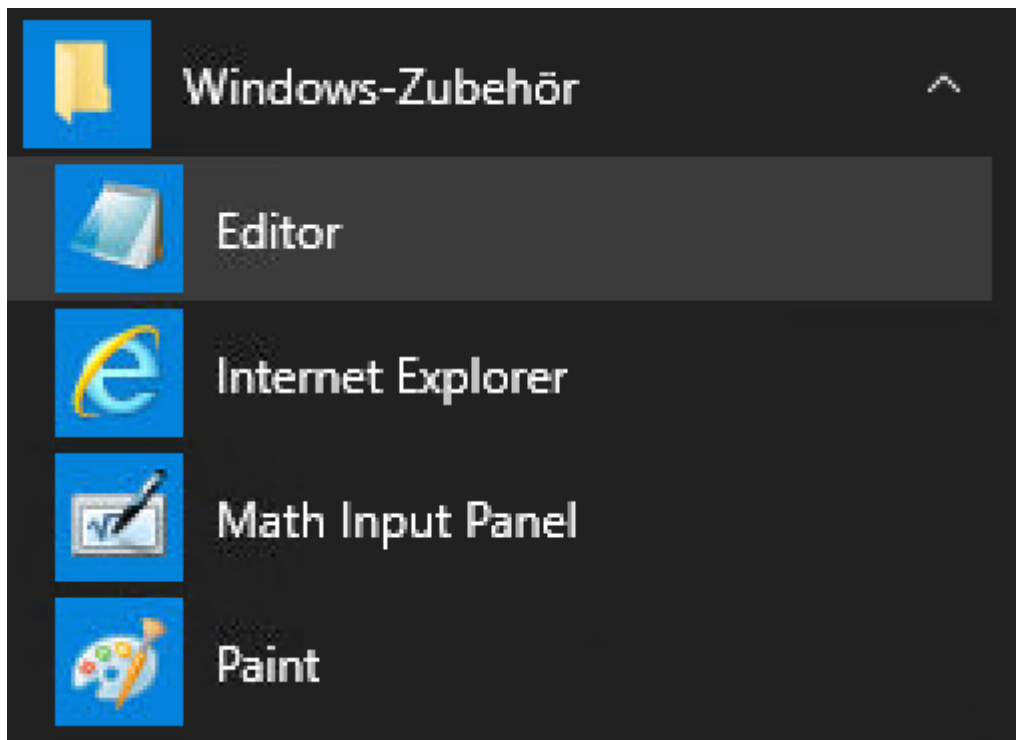 Windows-Zubehör
Editor
Internet Explorer
Math Input Panel
Paint